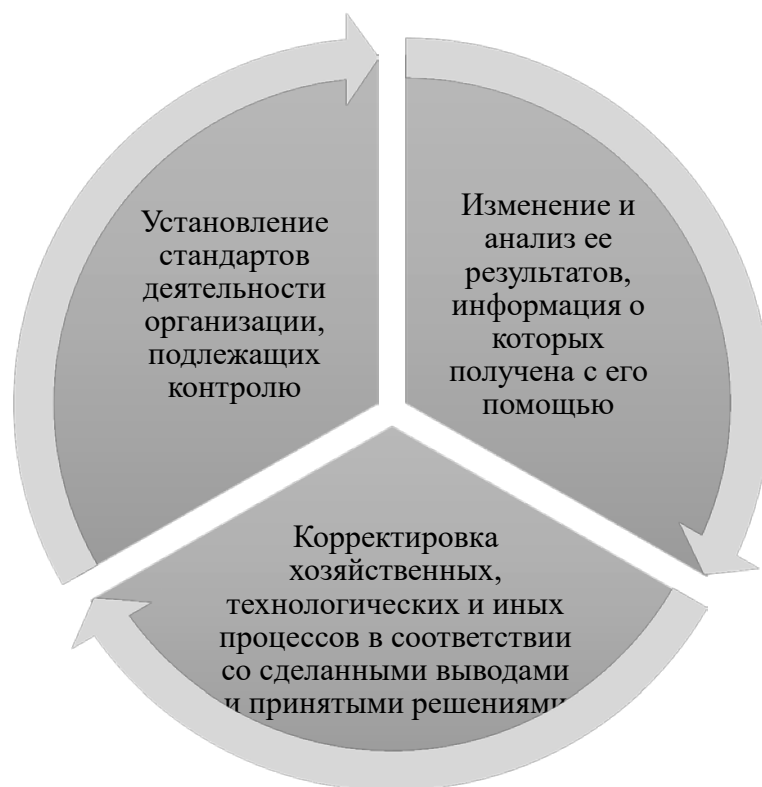 Установление
стандартов
деятельности
организации,
подлежащих
контролю
Изменение и
анализ ее
результатов,
информация о
которых
получена с его
помощью
Корректировка
хозяйственных,
технологических и иных
процессов в соответствии
со сделанными выводами
и принятыми решениями